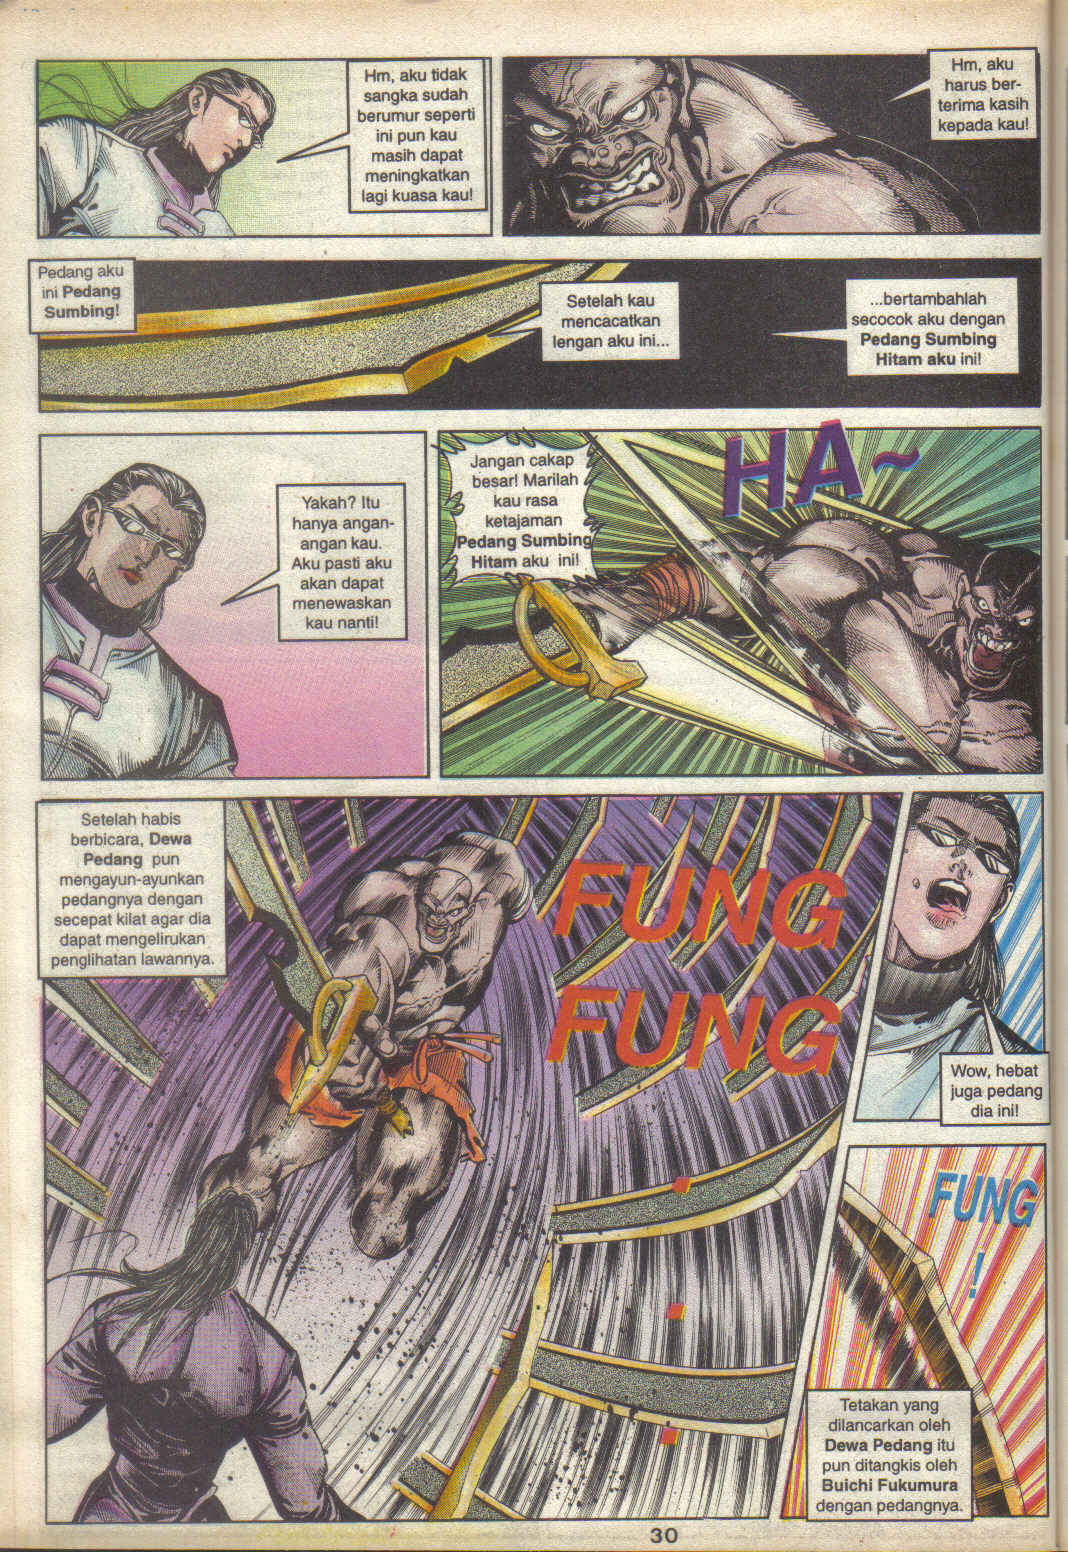 Hm, aku tidak
sangka sudah
berumur seperti
ini pun kau
masih dapat
meningkatkan
lagi kuasa kau!
Hm, aku
harus ber-
terima kasih
kepada kau!
Pedang aku
ini Pedang
Sumbing!
Setelah kau
mencacatkan
lengan aku ini...
...bertambahlah
secocok aku dengan
Pedang Sumbing
Hitam aku ini!
Yakah? Itu
hanya angan-
angan kau.
Aku pasti aku
akan dapat
menewaskan
kau nanti!
Jangan cakap
besar! Marilah
kau rasa
ketajaman
Pedang Sumbing
Hitam aku ini!
HA~
Setelah habis
berbicara, Dewa
Pedang pun
mengayun-ayunkan
pedangnya dengan
secepat kilat agar dia
dapat mengelirukan
penglihatan lawannya.
FUNG
FUNG
Wow, hebat
juga pedang
dia ini!
FUNG
!
Tetakan yang
dilancarkan oleh
Dewa Pedang itu
pun ditangkis oleh
Buichi Fukumura
dengan pedangnya.
30